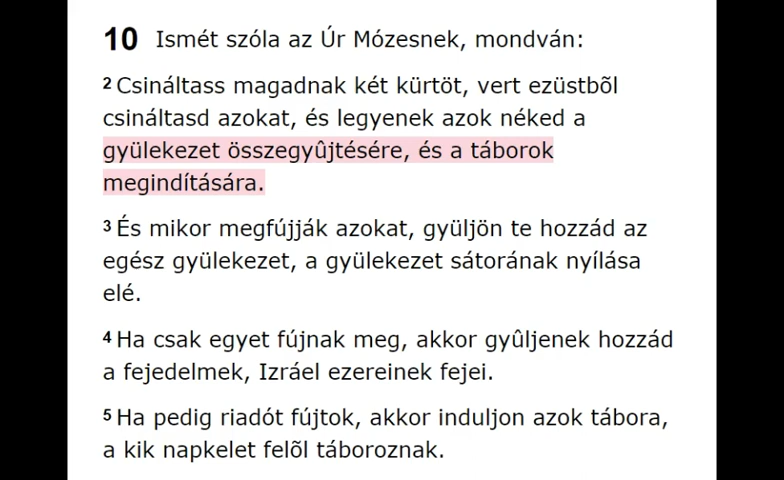 10 Ismét szóla az Úr Mózesnek, mondván:
2 Csináltass magadnak két kürtöt, vert ezüstbõl
csináltasd azokat, és legyenek azok néked a
gyülekezet összegyûjtésére, és a táborok
megindítására.
3 És mikor megfújják azokat, gyüljön te hozzád az
egész gyülekezet, a gyülekezet sátorának nyílása
elé.
4 Ha csak egyet fújnak meg, akkor gyûljenek hozzád
a fejedelmek, Izráel ezereinek fejei.
5 Ha pedig riadót fújtok, akkor induljon azok tábora,
a kik napkelet felõl táboroznak.